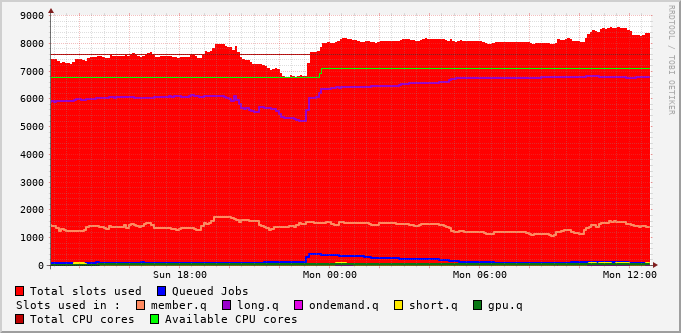 9000
8000
7000
6000
5000
4000
3000
2000
1000
0
Sun 18:00 Mon 00:00 Mon 06:00 Mon 12:00
RRDTOOL / TOBI OETIKER
Total slots used Queued Jobs
Slots used in : member.q long.q ondemand.q short.q gpu.q
Total CPU cores Available CPU cores